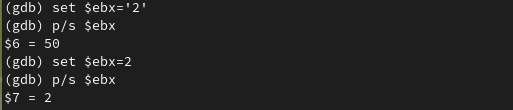 (gdb) set $ebx='2'
(gdb) p/s $ebx
$6 = 50
(gdb) set $ebx=2
(gdb) p/s $ebx
$7 = 2